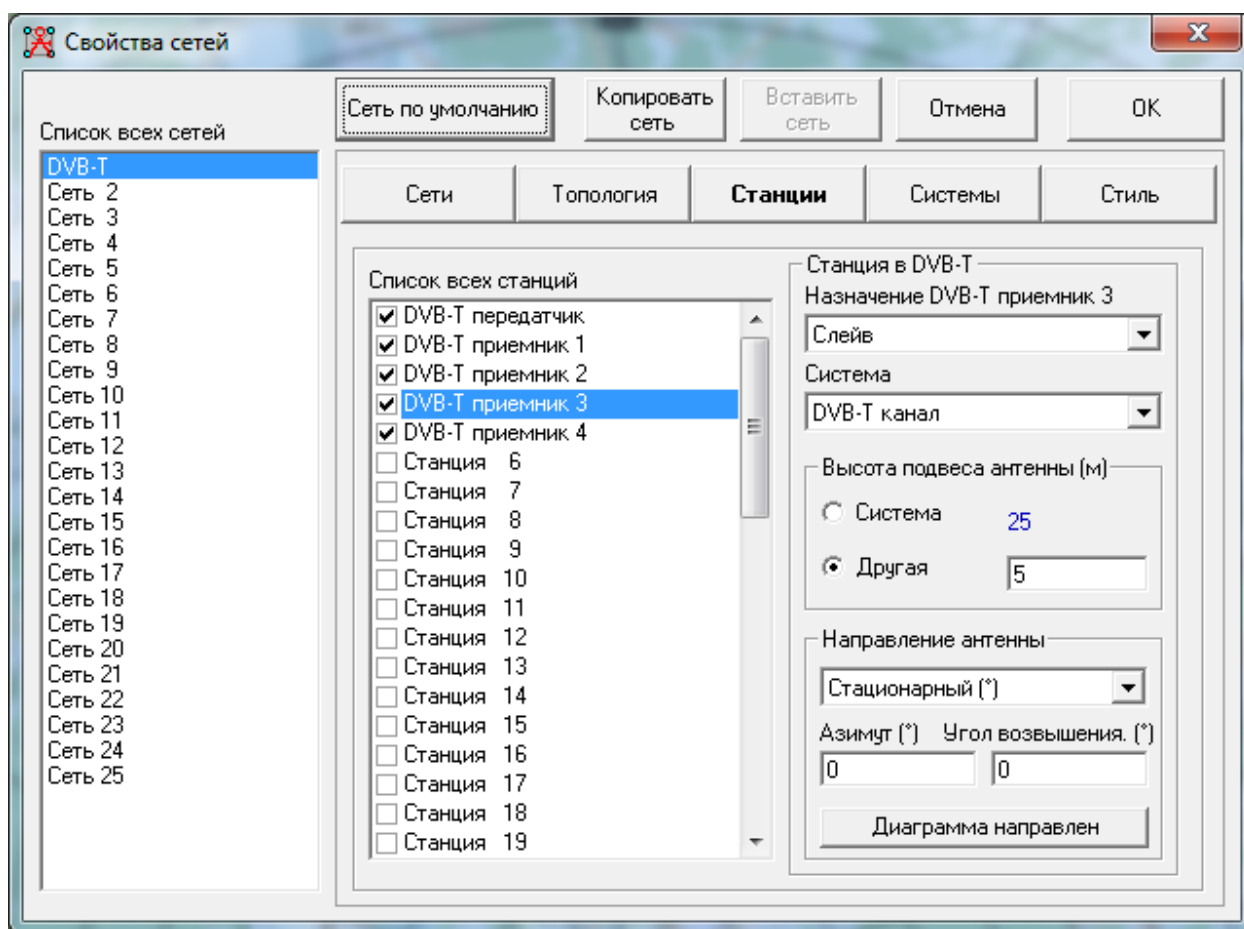 Свойства сетей
Сеть по умолчанию
Копировать
сеть
Вставить
сеть
Отмена
OK
Список всех сетей
DVB-T
Сеть 2
Сеть 3
Сеть 4
Сеть 5
Сеть 6
Сеть 7
Сеть 8
Сеть 9
Сеть 10
Сеть 11
Сеть 12
Сеть 13
Сеть 14
Сеть 15
Сеть 16
Сеть 17
Сеть 18
Сеть 19
Сеть 20
Сеть 21
Сеть 22
Сеть 23
Сеть 24
Сеть 25
Сети
Топология
Станции
Системы
Стиль
Список всех станций
DVB-T передатчик
DVB-T приемник 1
DVB-T приемник 2
DVB-T приемник 3
DVB-T приемник 4
Станция 6
Станция 7
Станция 8
Станция 9
Станция 10
Станция 11
Станция 12
Станция 13
Станция 14
Станция 15
Станция 16
Станция 17
Станция 18
Станция 19
Станция в DVB-T
Назначение DVB-T приемник 3
Слейв
Система
DVB-T канал
Высота подвеса антенны (м)
Система 25
Другая 5
Направление антенны
Стационарный (°)
Азимут (°) Угол возвышения. (°)
0 0
Диаграмма направлен